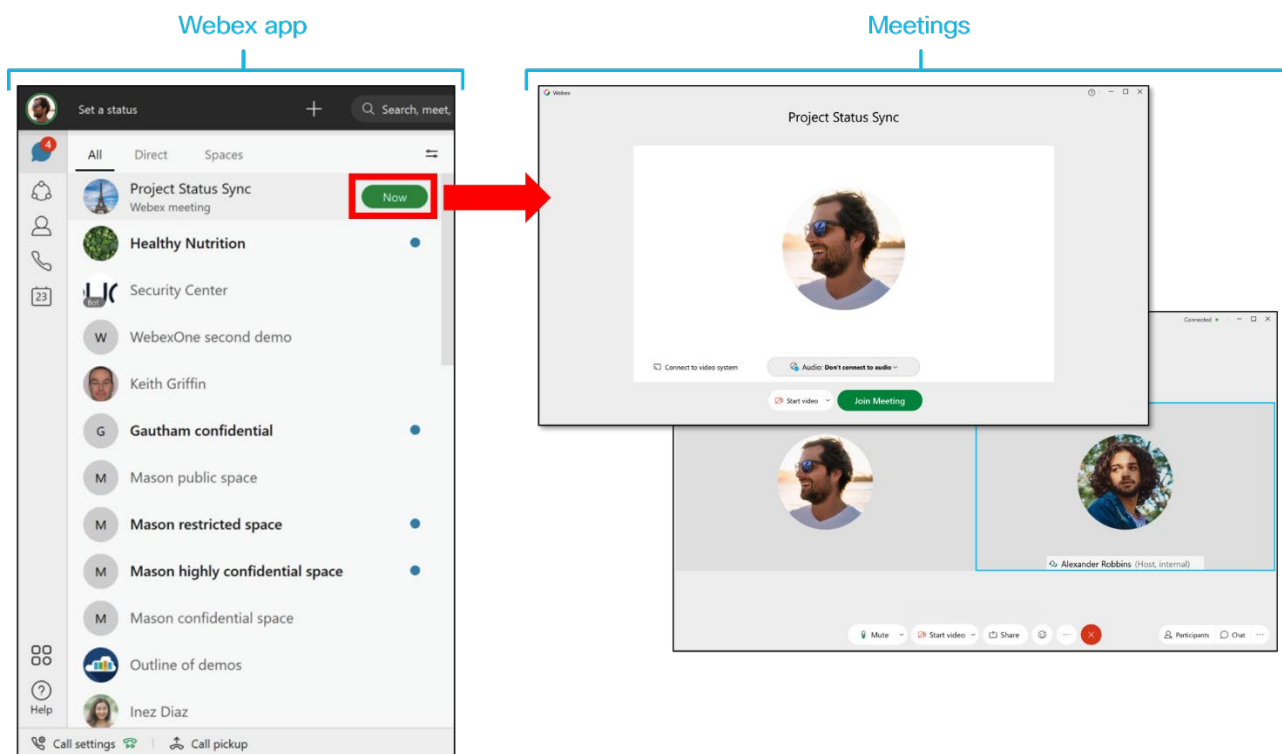 Webex app
Meetings
Set a status
Search, meet,
4
All Direct Spaces
Project Status Sync
Webex meeting
Now
Healthy Nutrition
23
Bot
Security Center
W WebexOne second demo
Keith Griffin
G Gautham confidential
M Mason public space
M Mason restricted space
M Mason highly confidential space
M Mason confidential space
Outline of demos
Help
Inez Diaz
Call settings Call pickup
Webex
Project Status Sync
Connect to video system
Audio: Don't connect to audio
Start video Join Meeting
Connected
Alexander Robbins (Host, internal)
Mute Start video Share Participants Chat